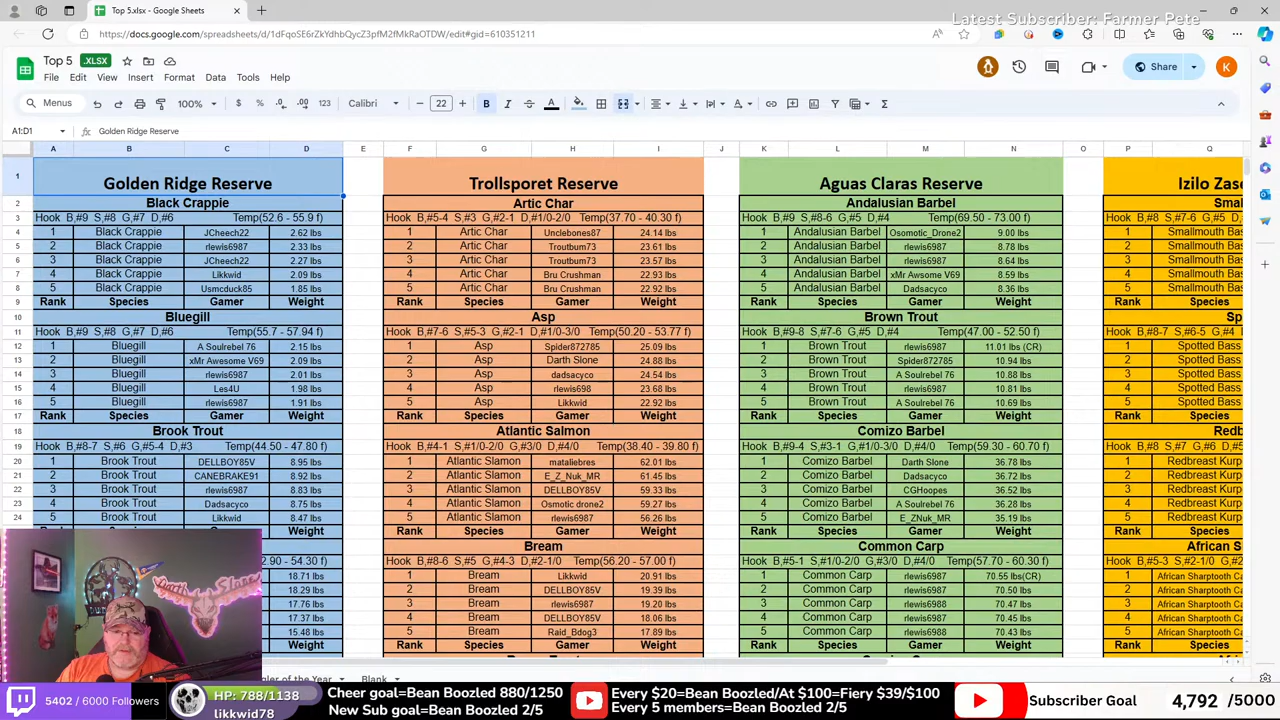 Top 5.xlsx - Google Sheets
Latest Subscriber: Farmer Pete
Top 5 .XLSX
File Edit View Insert Format Data Tools Help
Share K
Menus 100% $ % .0 .00 123 Calibri 22 B I A
A1:D1 Golden Ridge Reserve
A B C D E F G H I J K L M N O P Q
1 Golden Ridge Reserve Trollsporet Reserve Aguas Claras Reserve
2 Black Crappie Artic Char Andalusian Barbel
3 Hook B,#9 S,#8 G,#7 D,#6 Temp(52.6 - 55.9 f) Hook B,#5-4 S,#3 G,#2-1 D,#1/0-2/0 Temp(37.70 - 40.30 f) Hook B,#9 S,#8-6 G,#5 D,#4 Temp(69.50 - 73.00 f) Hook B,#8 S,#7-6 G,#5
4 1 Black Crappie JCheech22 2.62 lbs 1 Artic Char Unclebones87 24.14 lbs 1 Andalusian Barbel Osomotic_Drone2 9.00 lbs 1 Smallmouth Bas
5 2 Black Crappie rlewis6987 2.33 lbs 2 Artic Char Troutbum73 23.61 lbs 2 Andalusian Barbel rlewis6987 8.78 lbs 2 Smallmouth Bas
6 3 Black Crappie JCheech22 2.27 lbs 3 Artic Char Troutbum73 23.57 lbs 3 Andalusian Barbel rlewis6987 8.64 lbs 3 Smallmouth Bas
7 4 Black Crappie Likkwid 2.09 lbs 4 Artic Char Bru Crushman 22.93 lbs 4 Andalusian Barbel xMr Awsome V69 8.59 lbs 4 Smallmouth Bas
8 5 Black Crappie Usmcduck85 1.85 lbs 5 Artic Char Bru Crushman 22.92 lbs 5 Andalusian Barbel Dadsacyco 8.36 lbs 5 Smallmouth Bas
9 Rank Species Gamer Weight Rank Species Gamer Weight Rank Species Gamer Weight Rank Species
10 Bluegill Asp Brown Trout
11 Hook B,#9 S,#8 G,#7 D,#6 Temp(55.7 - 57.94 f) Hook B,#7-6 S,#5-3 G,#2-1 D,#1/0-3/0 Temp(50.20 - 53.77 f) Hook B,#9-8 S,#7-6 G,#5 D,#4 Temp(47.00 - 52.50 f) Hook B,#8-7 S,#6-5 G,#4
12 1 Bluegill A Soulrebel 76 2.15 lbs 1 Asp Spider872785 25.09 lbs 1 Brown Trout rlewis6987 11.01 lbs (CR) 1 Spotted Bass
13 2 Bluegill xMr Awesome V69 2.09 lbs 2 Asp Darth Slone 24.88 lbs 2 Brown Trout Spider872785 10.94 lbs 2 Spotted Bass
14 3 Bluegill rlewis6987 2.01 lbs 3 Asp dadsacyco 24.54 lbs 3 Brown Trout A Soulrebel 76 10.88 lbs 3 Spotted Bass
15 4 Bluegill Les4U 1.98 lbs 4 Asp rlewis698 23.68 lbs 4 Brown Trout rlewis6987 10.81 lbs 4 Spotted Bass
16 5 Bluegill rlewis6987 1.91 lbs 5 Asp Likkwid 22.92 lbs 5 Brown Trout A Soulrebel 76 10.69 lbs 5 Spotted Bass
17 Rank Species Gamer Weight Rank Species Gamer Weight Rank Species Gamer Weight Rank Species
18 Brook Trout Atlantic Salmon Comizo Barbel
19 Hook B,#8-7 S,#6 G,#5-4 D,#3 Temp(44.50 - 47.80 f) Hook B,#4-1 S,#1/0-2/0 G,#3/0 D,#4/0 Temp(38.40 - 39.80 f) Hook B,#9-4 S,#3-1 G,#1/0-3/0 D,#4/0 Temp(59.30 - 60.70 f) Hook B,#8 S,#7 G,#6
20 1 Brook Trout DELLBOY85V 8.95 lbs 1 Atlantic Slamon mataliebres 62.01 lbs 1 Comizo Barbel Darth Slone 36.78 lbs 1 Redbreast Kurp
21 2 Brook Trout CANEBRAKE91 8.92 lbs 2 Atlantic Slamon E_Z_Nuk_MR 61.45 lbs 2 Comizo Barbel Dadsacyco 36.72 lbs 2 Redbreast Kurp
22 3 Brook Trout rlewis6987 8.83 lbs 3 Atlantic Slamon DELLBOY85V 59.33 lbs 3 Comizo Barbel CGHoopes 36.52 lbs 3 Redbreast Kurp
23 4 Brook Trout Dadsacyco 8.75 lbs 4 Atlantic Slamon Osmotic drone2 59.27 lbs 4 Comizo Barbel A Soulrebel 76 36.28 lbs 4 Redbreast Kurp
24 5 Brook Trout Likkwid 8.47 lbs 5 Atlantic Slamon rlewis6987 56.26 lbs 5 Comizo Barbel E_ZNuk_MR 35.19 lbs 5 Redbreast Kurp
Gamer Weight Rank Species Gamer Weight Rank Species Gamer Weight Rank Species
Bream Common Carp African S
2.90 - 54.30 f) Hook B,#8-6 S,#5 G,#4-3 D,#2-1/0 Temp(56.20 - 57.00 f) Hook B,#5-1 S,#1/0-2/0 G,#3/0 D,#4/0 Temp(57.70 - 60.30 f) Hook B,#5-3 S,#2-1/0
18.71 lbs 1 Bream Likkwid 20.91 lbs 1 Common Carp rlewis6987 70.55 lbs(CR) 1 African Sharptooth Ca
18.29 lbs 2 Bream DELLBOY85V 19.39 lbs 2 Common Carp rlewis6987 70.50 lbs 2 African Sharptooth Ca
17.76 lbs 3 Bream rlewis6987 19.20 lbs 3 Common Carp rlewis6988 70.47 lbs 3 African Sharptooth Ca
17.37 lbs 4 Bream DELLBOY85V 18.06 lbs 4 Common Carp rlewis6987 70.45 lbs 4 African Sharptooth Ca
15.48 lbs 5 Bream Raid_Bdog3 17.89 lbs 5 Common Carp rlewis6988 70.43 lbs 5 African Sharptooth Ca
Weight Rank Species Gamer Weight Rank Species Gamer Weight Rank Species
gler of the Year Blank
5402 / 6000 Followers HP: 788/1138 Cheer goal=Bean Boozled 880/1250 Every $20=Bean Boozled/At $100=Fiery $39/$100 Subscriber Goal 4,792 /5000
likkwid78 New Sub goal=Bean Boozled 2/5 Every 5 members=Bean Boozled 2/5